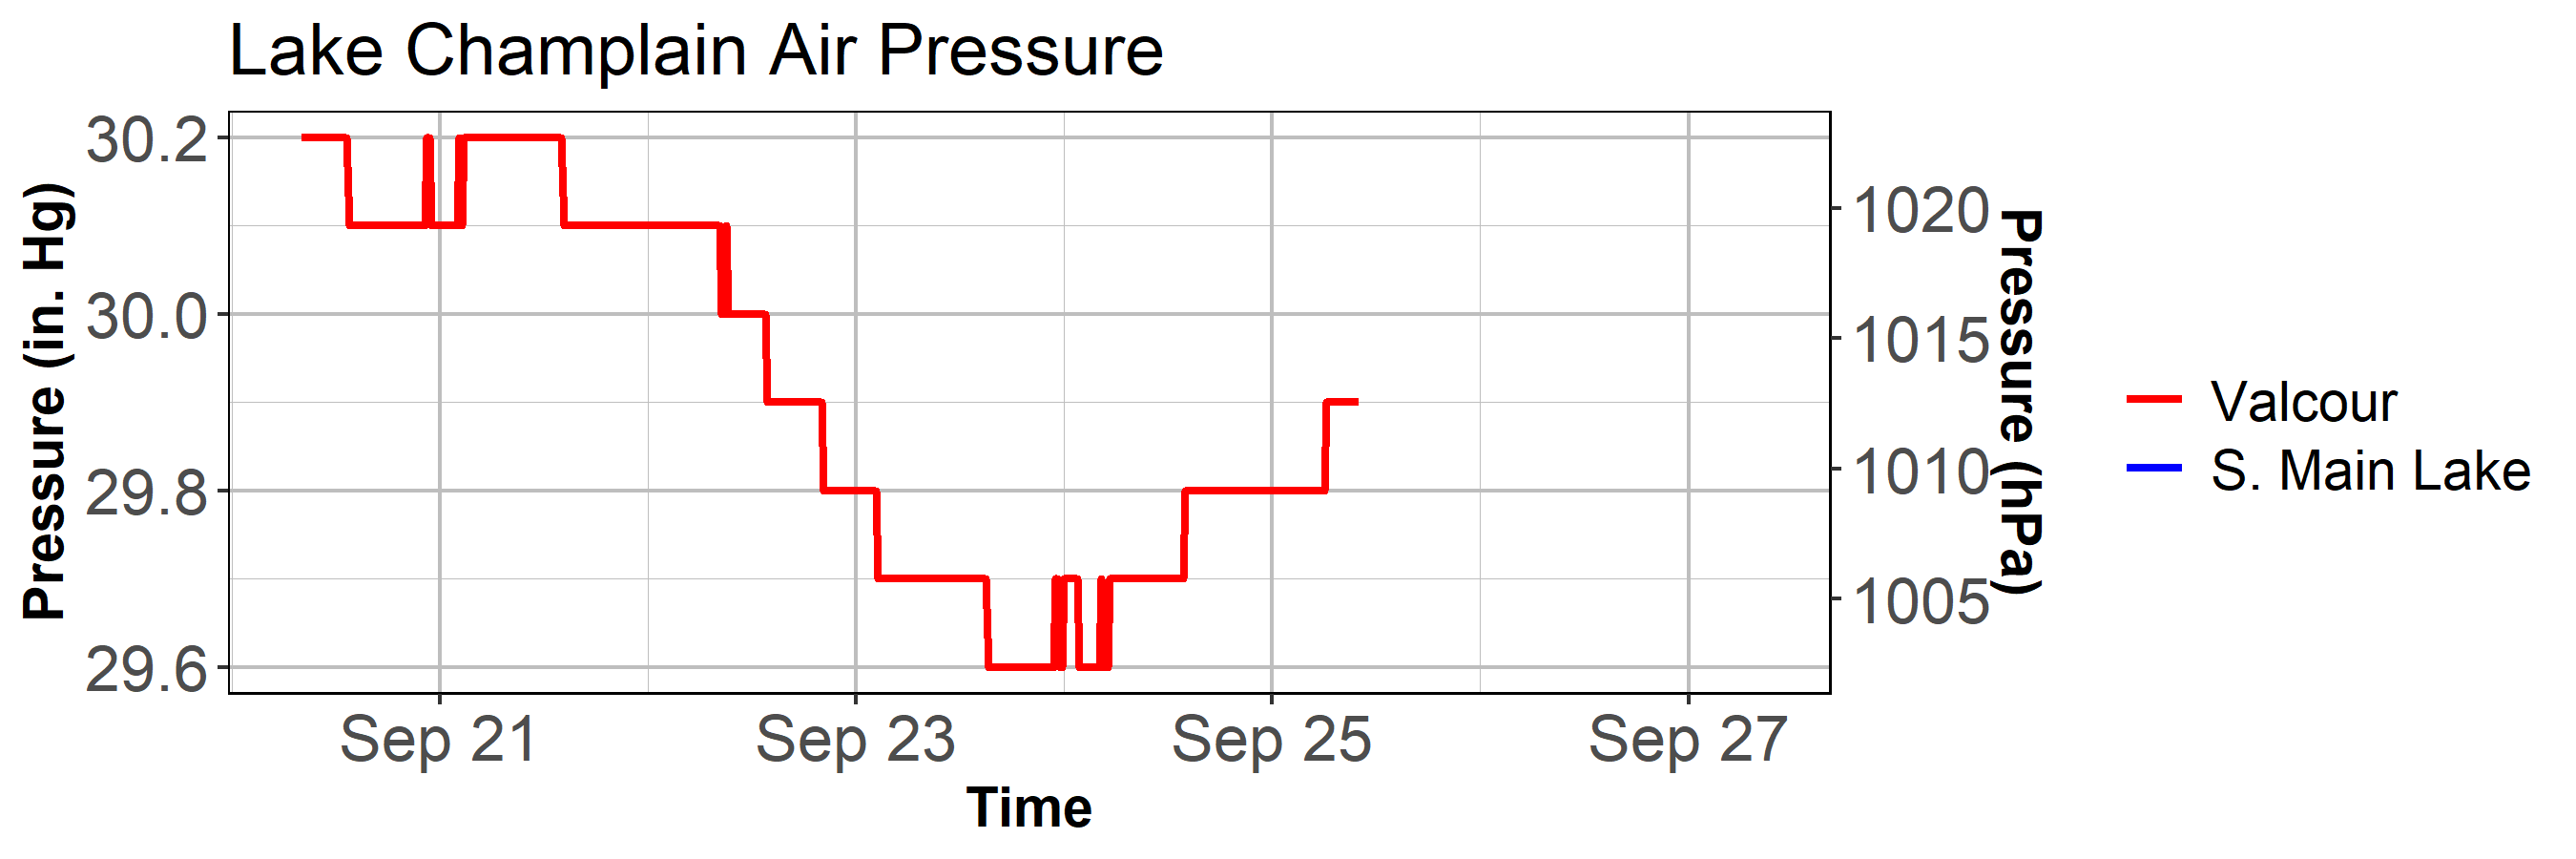 Lake Champlain Air Pressure
Pressure (in. Hg)
30.2
30.0
29.8
29.6
Sep 21
Sep 23
Sep 25
Sep 27
Time
1020
1015
1010
1005
Pressure (hPa)
Valcour
S. Main Lake